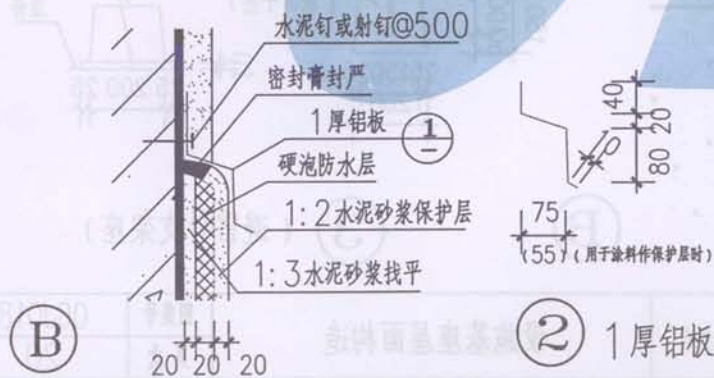 水泥钉或射钉@500
密封膏封严
1厚铝板
1
-
硬泡防水层
1:2水泥砂浆保护层
1:3水泥砂浆找平
B
20 20 20
40
20
80
10
75
(55)(用于涂料作保护层时)
2 1厚铝板